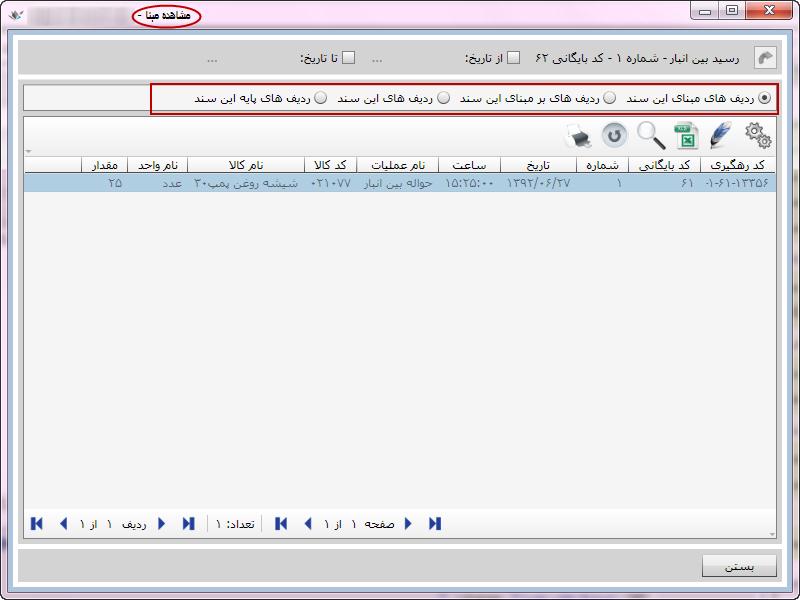 مشاهده مبنا -
رسید بین انبار - شماره ۱ - کد بایگانی ۶۲ از تاریخ: ... تا تاریخ: ...
ردیف های مبنای این سند ردیف های بر مبنای این سند ردیف های این سند ردیف های پایه این سند
کد رهگیری کد بایگانی شماره تاریخ ساعت نام عملیات کد کالا نام کالا نام واحد مقدار
۱-۶۱-۱۳۳۵۶- ۶۱ ۱ ۱۳۹۲/۰۶/۲۷ ۱۵:۲۵:۰۰ حواله بین انبار ۰۲۱۰۷۷ شیشه روغن پمپ۳۰ عدد ۲۵
صفحه ۱ از ۱ تعداد: ۱ ردیف ۱ از ۱
بستن